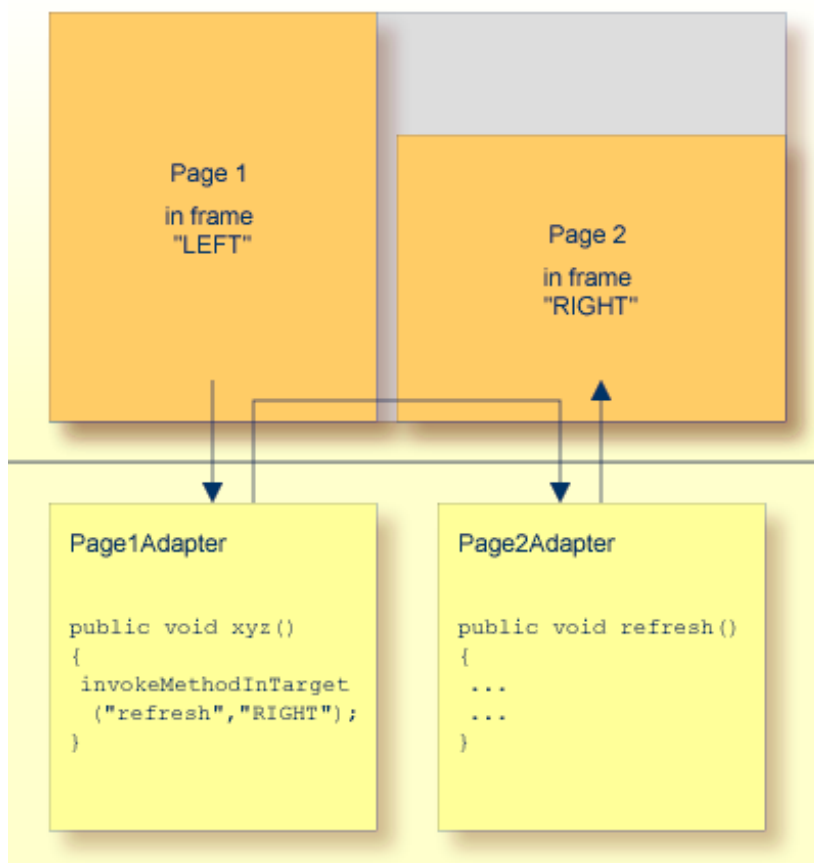 Page 1
in frame
"LEFT"
Page 2
in frame
"RIGHT"
Page1Adapter
public void xyz()
{
invokeMethodInTarget
("refresh","RIGHT");
}
Page2Adapter
public void refresh()
{
...
...
}